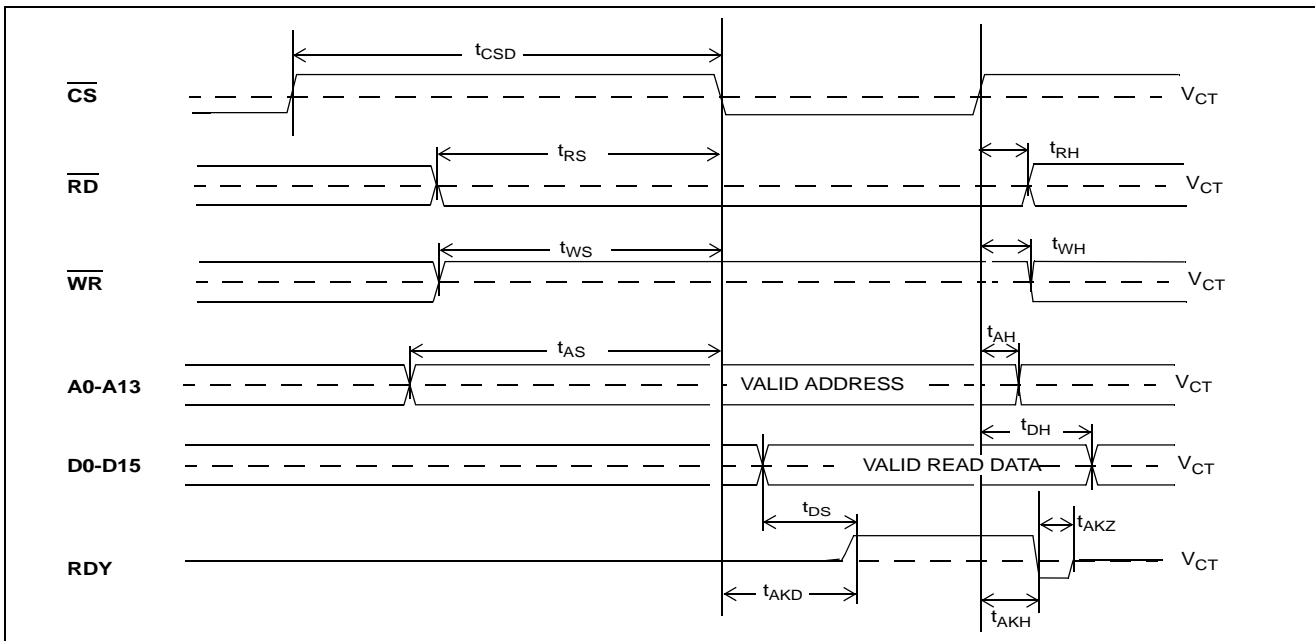 tCSD
CS VCT
tRS tRH
RD VCT
tWS tWH
WR VCT
tAS tAH
A0-A13 VALID ADDRESS VCT
tDH
D0-D15 VALID READ DATA VCT
tDS tAKZ
RDY VCT
tAKD tAKH